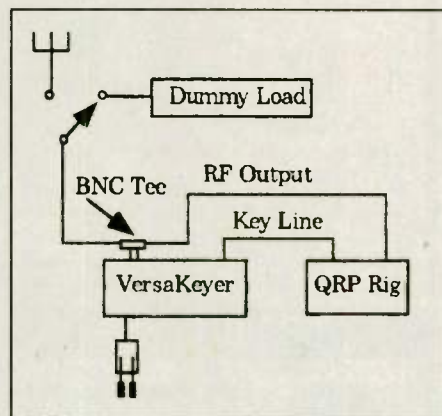 Dummy Load
BNC Tee
RF Output
Key Line
VersaKeyer
QRP Rig